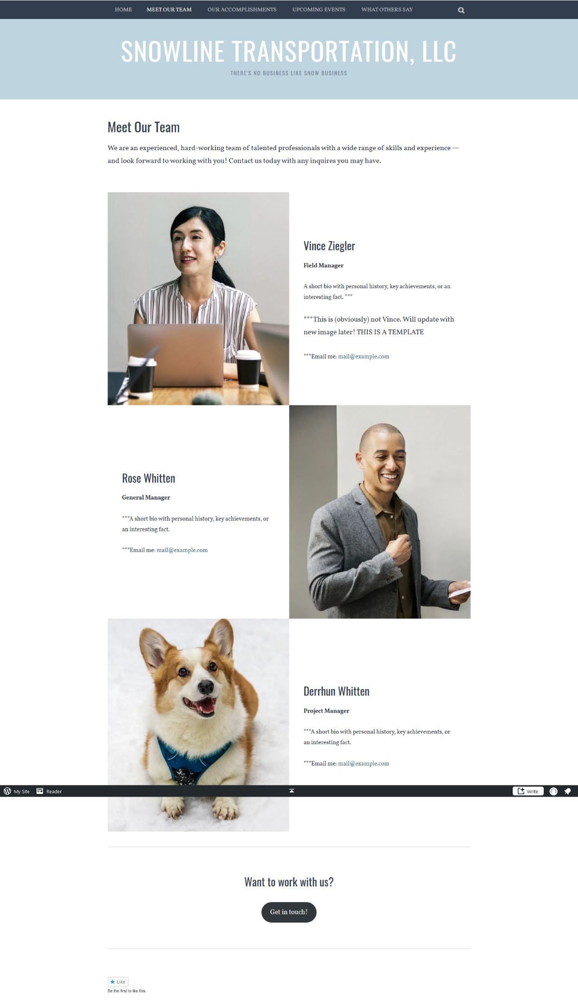 HOME MEET OUR TEAM OUR ACCOMPLISHMENTS UPCOMING EVENTS WHAT OTHERS SAY
SNOWLINE TRANSPORTATION, LLC
THERE'S NO BUSINESS LIKE SNOW BUSINESS
Meet Our Team
We are an experienced, hard-working team of talented professionals with a wide range of skills and experience —
and look forward to working with you! Contact us today with any inquires you may have.
Vince Ziegler
Field Manager
A short bio with personal history, key achievements, or an
interesting fact. ***
***This is (obviously) not Vince. Will update with
new image later! THIS IS A TEMPLATE
***Email me: mail@example.com
Rose Whitten
General Manager
***A short bio with personal history, key achievements, or
an interesting fact.
***Email me: mail@example.com
Derrhun Whitten
Project Manager
***A short bio with personal history, key achievements, or
an interesting fact.
***Email me: mail@example.com
My Site Reader Write
Want to work with us?
Get in touch!
Like
Be the first to like this.